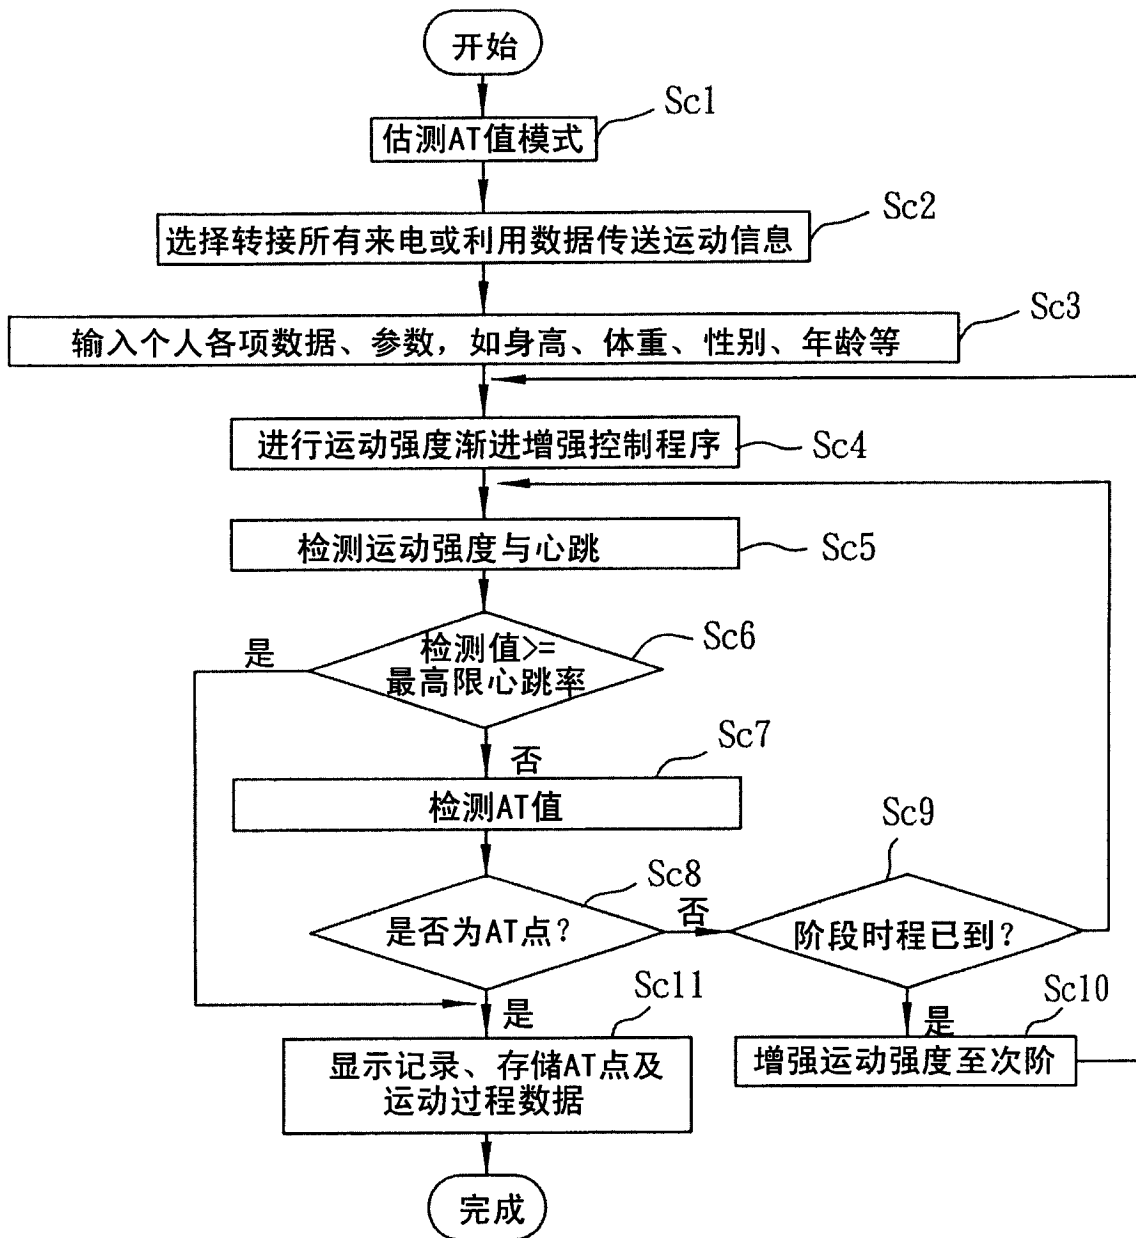 开始
Sc1
估测AT值模式
Sc2
选择转接所有来电或利用数据传送运动信息
Sc3
输入个人各项数据、参数，如身高、体重、性别、年龄等
进行运动强度渐进增强控制程序
Sc4
检测运动强度与心跳
Sc5
检测值>=
最高限心跳率
Sc6
是
否
Sc7
检测AT值
Sc8
是否为AT点?
否
Sc9
阶段时程已到?
是
Sc11
是
Sc10
显示记录、存储AT点及
运动过程数据
增强运动强度至次阶
完成